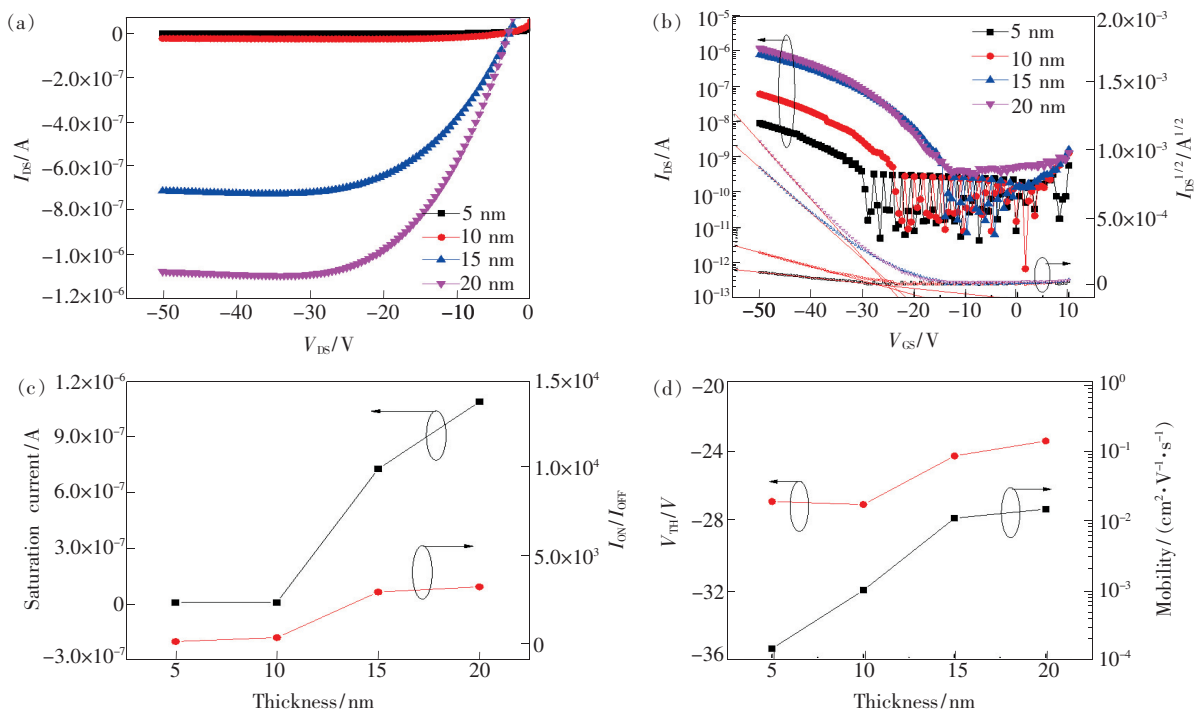 (a)
0
-2.0×10⁻⁷
-4.0×10⁻⁷
-6.0×10⁻⁷
-8.0×10⁻⁷
-1.0×10⁻⁶
-1.2×10⁻⁶
I_DS/A
5 nm
10 nm
15 nm
20 nm
-50 -40 -30 -20 -10 0
V_DS/V
(b)
10⁻⁴
10⁻⁵
10⁻⁶
10⁻⁷
10⁻⁸
10⁻⁹
10⁻¹⁰
10⁻¹¹
10⁻¹²
10⁻¹³
I_DS/A
5 nm
10 nm
15 nm
20 nm
2.0×10⁻³
1.5×10⁻³
1.0×10⁻³
5.0×10⁻⁴
0
I_DS^1/2/A^1/2
-50 -40 -30 -20 -10 0 10
V_GS/V
(c)
1.2×10⁻⁶
9.0×10⁻⁷
6.0×10⁻⁷
3.0×10⁻⁷
0
-3.0×10⁻⁷
Saturation current/A
1.5×10⁴
1.0×10⁴
5.0×10³
0
I_ON/I_OFF
5 10 15 20
Thickness/nm
(d)
-20
-24
-28
-32
-36
V_TH/V
10⁰
10⁻¹
10⁻²
10⁻³
10⁻⁴
Mobility/(cm²•V⁻¹•s⁻¹)
5 10 15 20
Thickness/nm